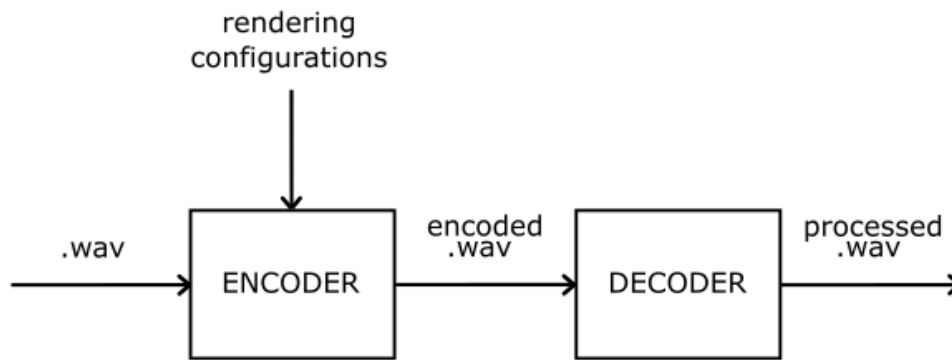 rendering
configurations
.wav
ENCODER
encoded
.wav
DECODER
processed
.wav